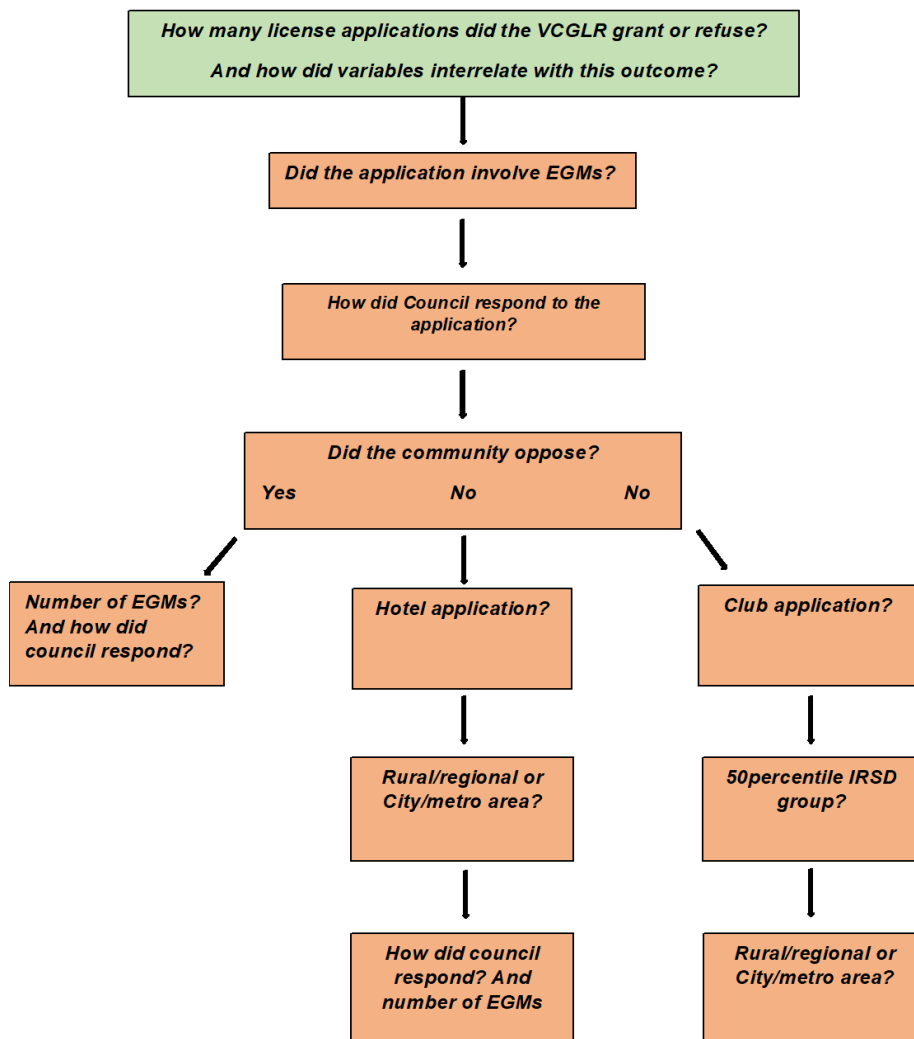 How many license applications did the VCGLR grant or refuse?
And how did variables interrelate with this outcome?
Did the application involve EGMs?
How did Council respond to the
application?
Did the community oppose?
Yes No No
Number of EGMs?
And how did
council respond?
Hotel application?
Club application?
Rural/regional or
City/metro area?
50percentile IRSD
group?
How did council
respond? And
number of EGMs
Rural/regional or
City/metro area?